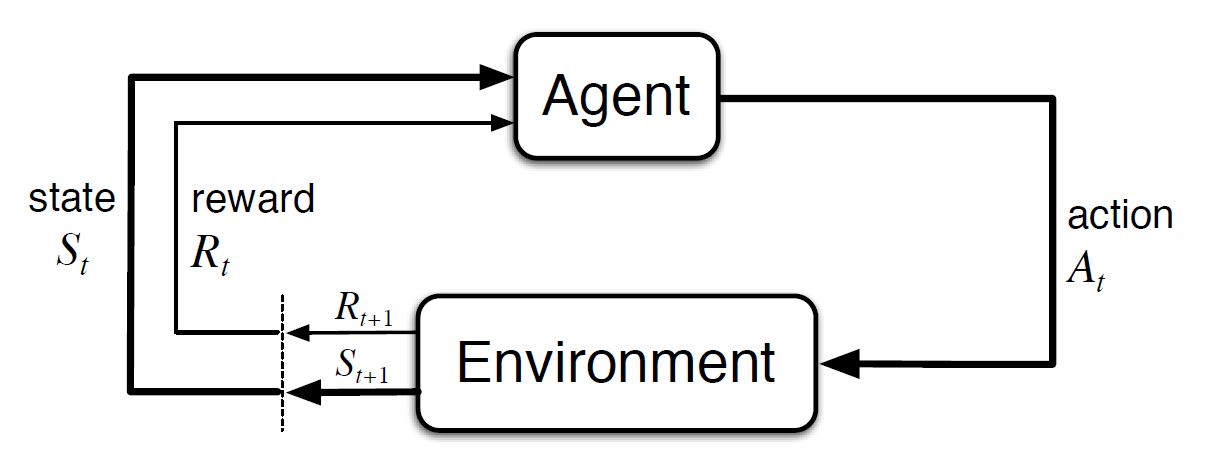 Agent
state
S_t
reward
R_t
action
A_t
R_{t+1}
S_{t+1}
Environment